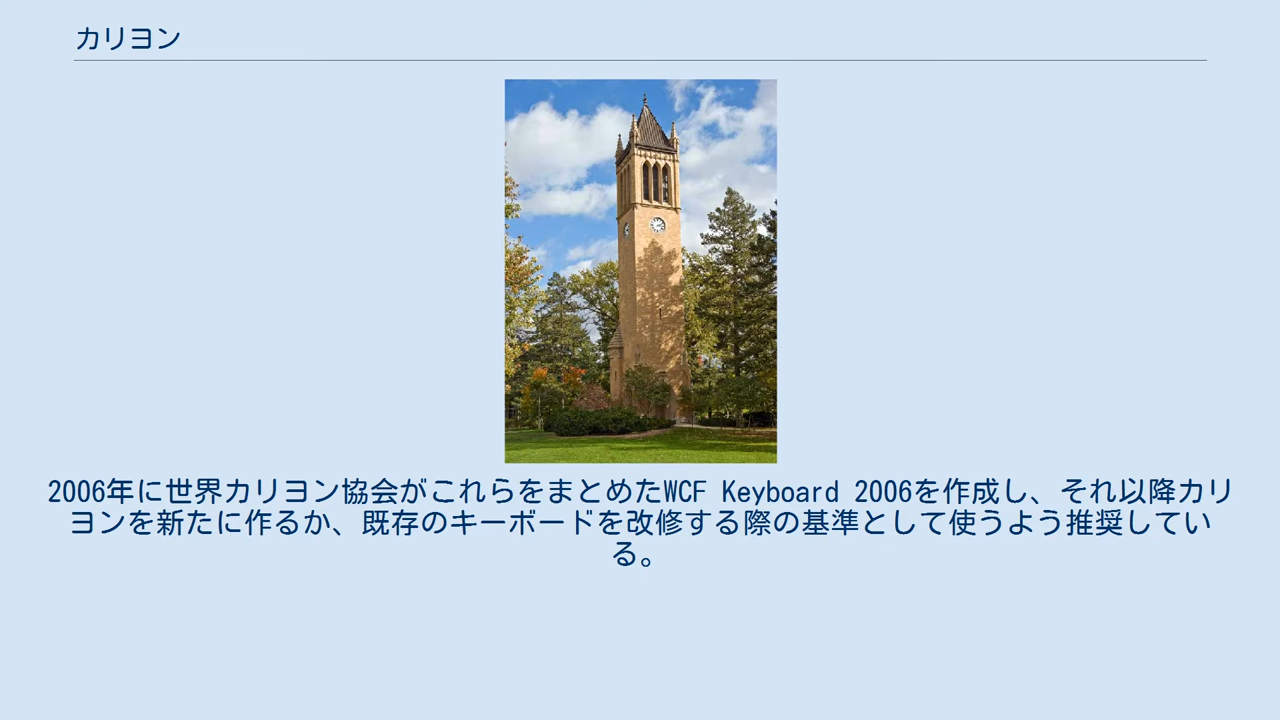 カリヨン
2006年に世界カリヨン協会がこれらをまとめたWCF Keyboard 2006を作成し、それ以降カリ
ヨンを新たに作るか、既存のキーボードを改修する際の基準として使うよう推奨してい
る。